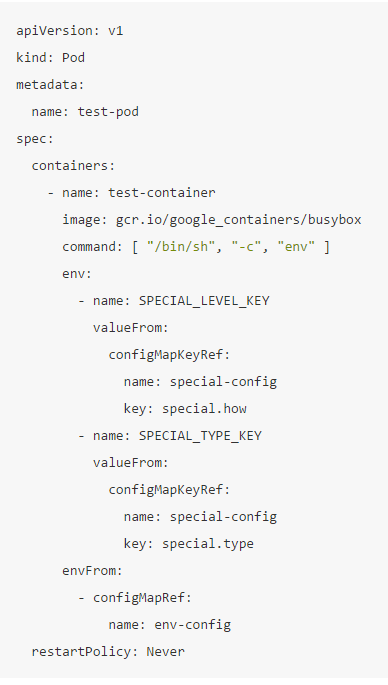 apiVersion: v1
kind: Pod
metadata:
  name: test-pod
spec:
  containers:
    - name: test-container
      image: gcr.io/google_containers/busybox
      command: [ "/bin/sh", "-c", "env" ]
      env:
        - name: SPECIAL_LEVEL_KEY
          valueFrom:
            configMapKeyRef:
              name: special-config
              key: special.how
        - name: SPECIAL_TYPE_KEY
          valueFrom:
            configMapKeyRef:
              name: special-config
              key: special.type
      envFrom:
        - configMapRef:
            name: env-config
  restartPolicy: Never